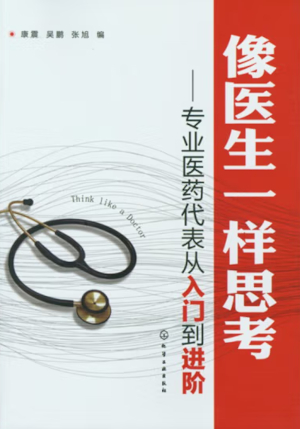 康震 吴鹏 张旭 编
像医生一样思考
——专业医药代表从入门到进阶
Think like a Doctor
化学工业出版社